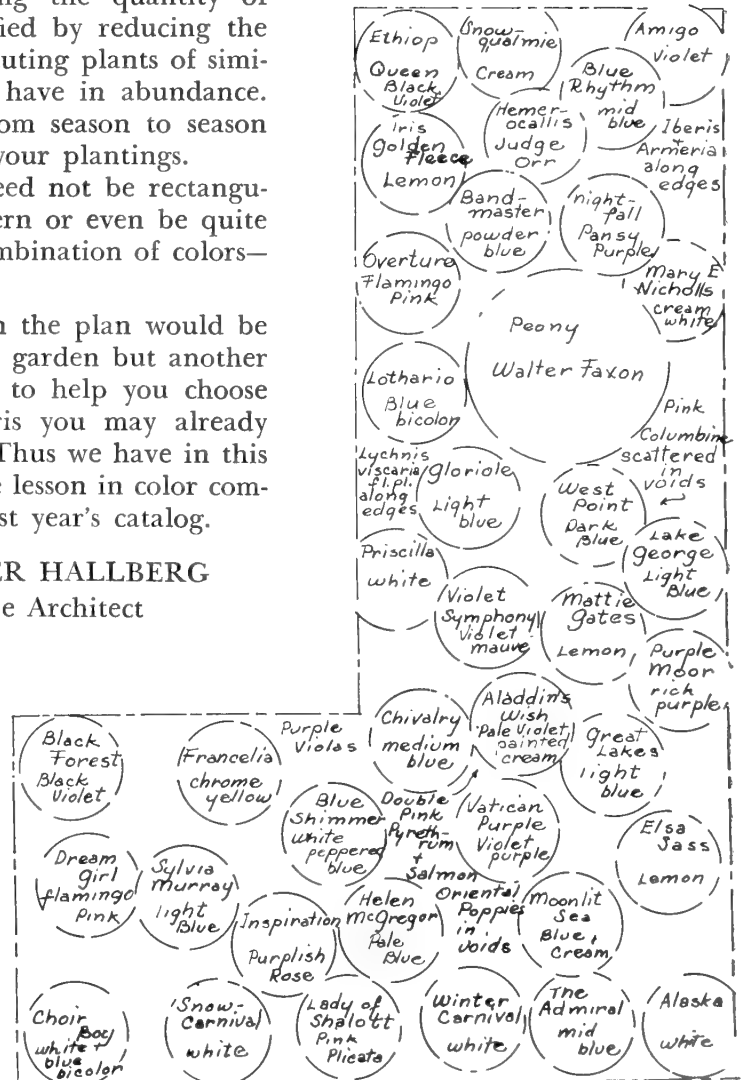 ing the quantity of
fied by reducing the
uting plants of simi-
have in abundance.
om season to season
your plantings.
eed not be rectangu-
ern or even be quite
mbination of colors—
n the plan would be
garden but another
to help you choose
ris you may already
Thus we have in this
e lesson in color com-
st year's catalog.
ER HALLBERG
e Architect
Ethiop
Queen
Black
Violet
Snow-
qualmie
Cream
Amigo
Violet
Blue
Rhythm
mid
blue
Hemer-
ocallis
Judge
Orr
Iris
Golden
Fleece
Lemon
Iberis
+
Armeria
along
edges
Band-
master
powder
blue
night-
fall
Pansy
Purple
Overture
Flamingo
Pink
Mary E
Nicholls
cream
white
Peony
Walter Faxon
Lothario
Blue
bicolor
Pink
Columbine
scattered
in
voids
Lychnis
viscaria
fl.pl.
along
edges
Gloriole
Light
blue
West
Point
Dark
Blue
Lake
George
Light
Blue
Priscilla
white
Violet
Symphony
Violet
mauve
Mattie
Gates
Lemon
Purple
Moor
rich
purple
Aladdin's
Wish
Pale Violet
painted
cream
Chivalry
medium
blue
Great
Lakes
light
blue
Purple
Violas
Black
Forest
Black
Violet
Francelia
chrome
yellow
Blue
Shimmer
white
peppered
blue
Double
Pink
Pyreth-
rum
+
Salmon
Oriental
Poppies
in
voids
Vatican
Purple
Violet
purple
Elsa
Sass
Lemon
Dream
Girl
flamingo
Pink
Sylvia
Murray
light
Blue
Inspiration
Purplish
Rose
Helen
McGregor
Pale
Blue
Moonlit
Sea
Blue,
Cream
Choir
Boy
white +
blue
bicolor
Snow-
Carnival
white
Lady of
Shalott
Pink
Plicata
Winter
Carnival
white
The
Admiral
mid
blue
Alaska
white